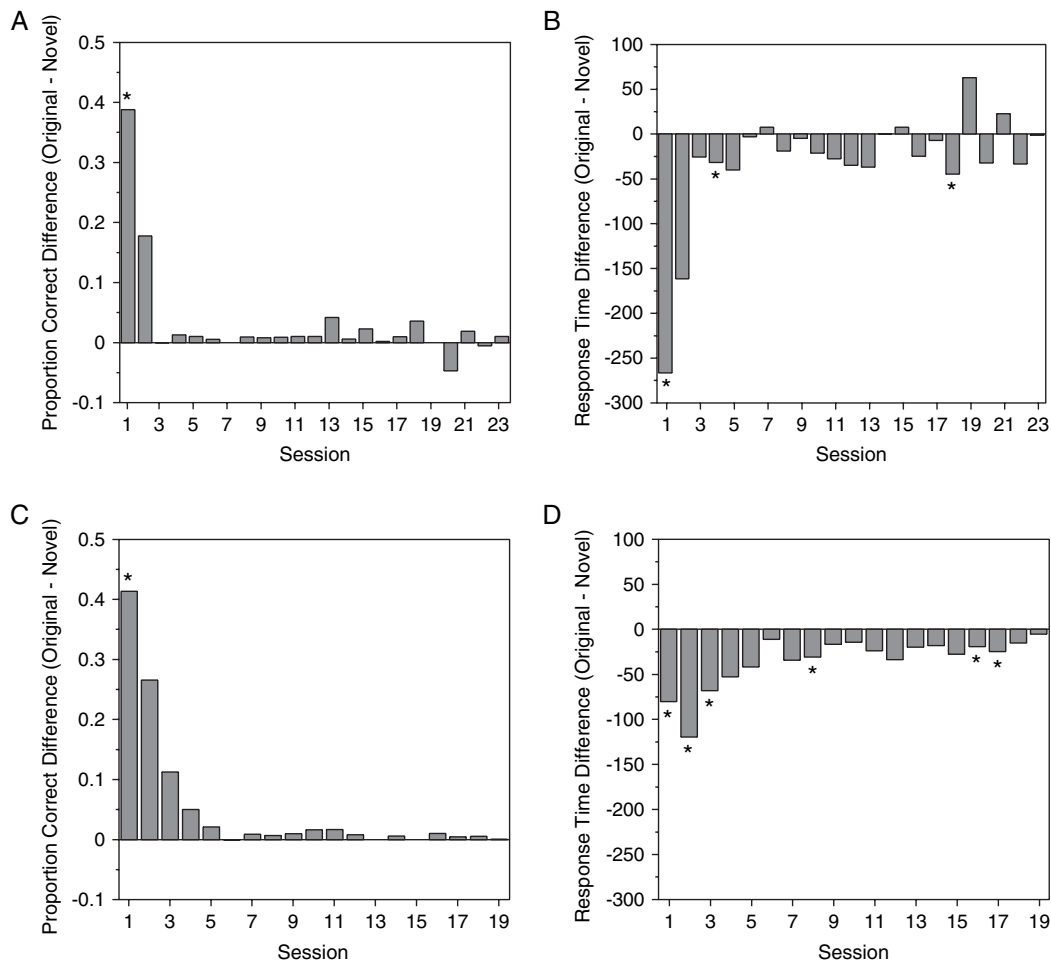 A
Proportion Correct Difference (Original - Novel)
0.5
0.4
0.3
0.2
0.1
0
-0.1
*
1 3 5 7 9 11 13 15 17 19 21 23
Session
B
Response Time Difference (Original - Novel)
100
50
0
-50
-100
-150
-200
-250
-300
* * *
1 3 5 7 9 11 13 15 17 19 21 23
Session
C
Proportion Correct Difference (Original - Novel)
0.5
0.4
0.3
0.2
0.1
0
-0.1
*
1 3 5 7 9 11 13 15 17 19
Session
D
Response Time Difference (Original - Novel)
100
50
0
-50
-100
-150
-200
-250
-300
* * * * * *
1 3 5 7 9 11 13 15 17 19
Session